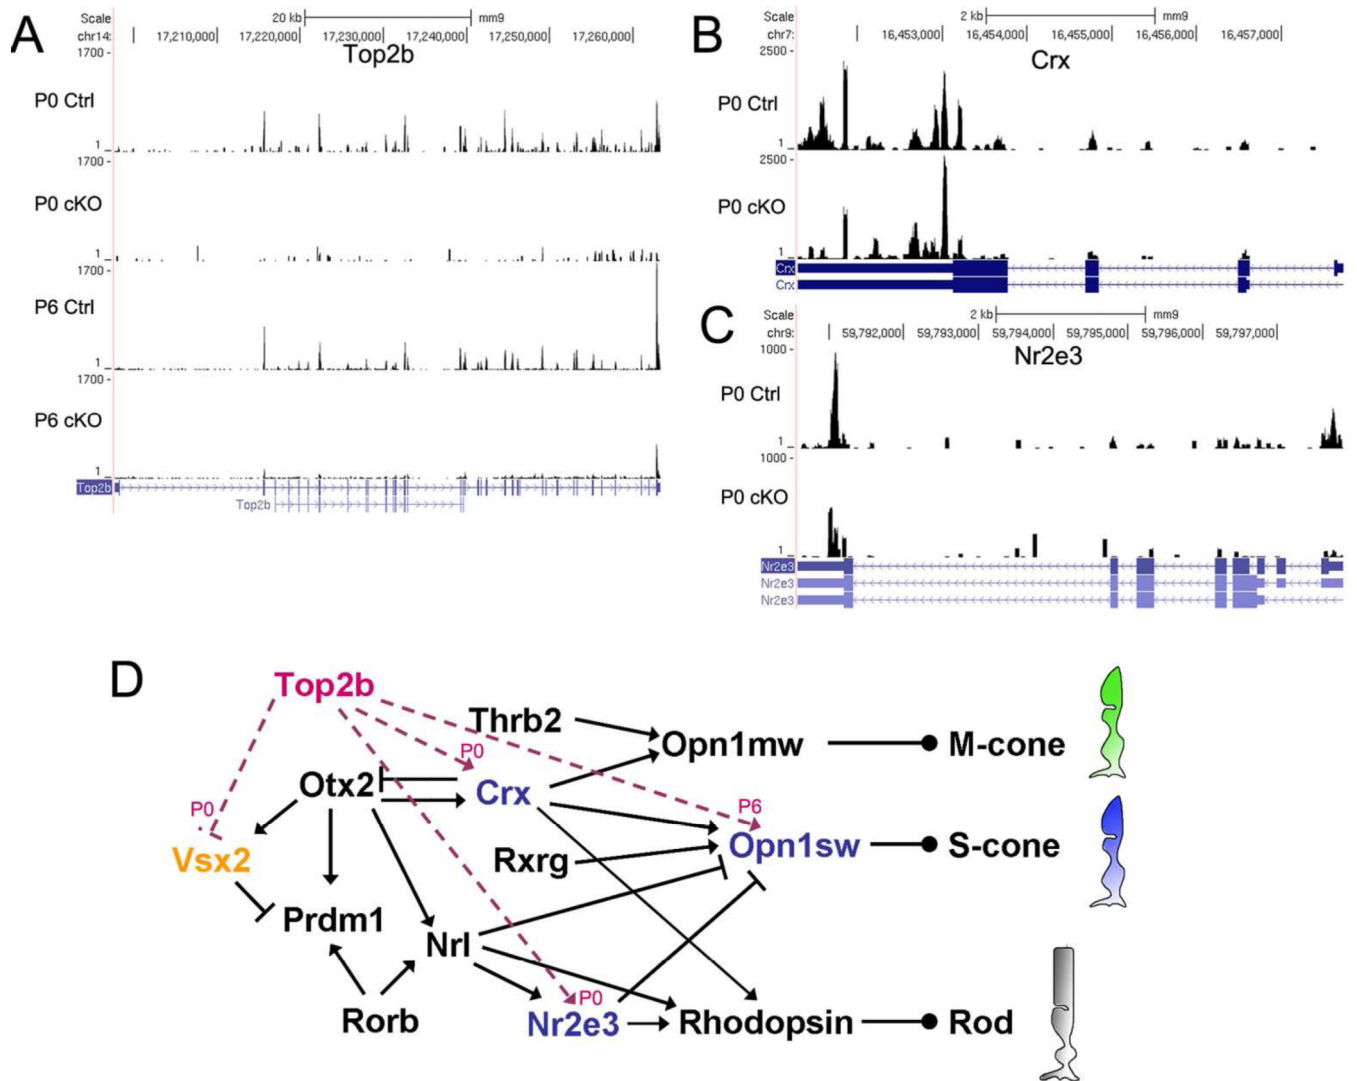 A
Scale
20 kb
mm9
chr14:
17,210,000
17,220,000
17,230,000
17,240,000
17,250,000
17,260,000
1700 -
Top2b
P0 Ctrl
1 _
1700 -
P0 cKO
1 _
1700 -
P6 Ctrl
1 _
1700 -
P6 cKO
1 _
Top2b
Top2b
B
Scale
2 kb
mm9
chr7:
16,453,000
16,454,000
16,455,000
16,456,000
16,457,000
2500 -
Crx
P0 Ctrl
1 _
2500 -
P0 cKO
1 _
Crx
Crx
C
Scale
2 kb
mm9
chr9:
59,792,000
59,793,000
59,794,000
59,795,000
59,796,000
59,797,000
1000 -
Nr2e3
P0 Ctrl
1 _
1000 -
P0 cKO
1 _
Nr2e3
Nr2e3
Nr2e3
D
Top2b
Thrb2
Opn1mw
M-cone
P0
Otx2
Crx
P0
P6
Vsx2
Rxrg
Opn1sw
S-cone
Prdm1
Nrl
P0
Rorb
Nr2e3
Rhodopsin
Rod